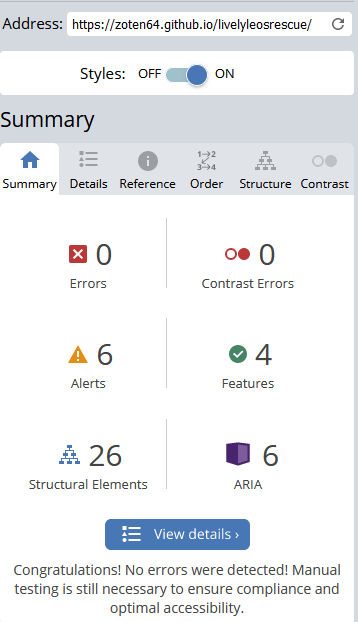 Address: https://zoten64.github.io/livelyleosrescue/
Styles: OFF ON
Summary
Summary Details Reference Order Structure Contrast
0 0
Errors Contrast Errors
6 4
Alerts Features
26 6
Structural Elements ARIA
View details ›
Congratulations! No errors were detected! Manual
testing is still necessary to ensure compliance and
optimal accessibility.